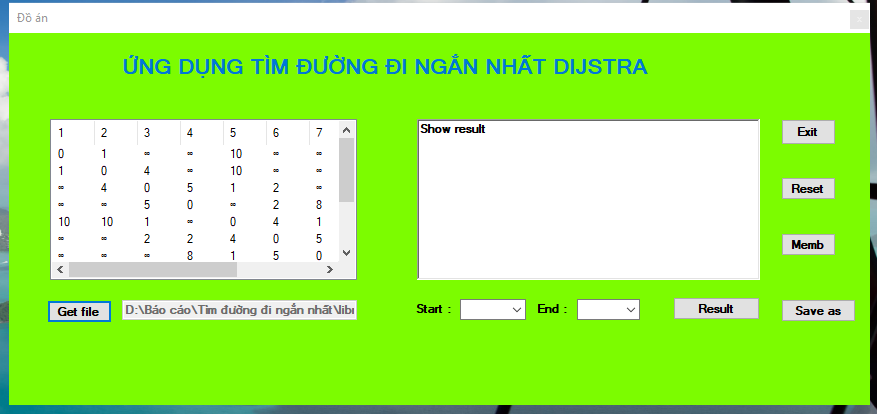 Đồ án
ỨNG DỤNG TÌM ĐƯỜNG ĐI NGẮN NHẤT DIJSTRA
1 2 3 4 5 6 7
0 1 ∞ ∞ 10 ∞ ∞
1 0 4 ∞ 10 ∞ ∞
∞ 4 0 5 1 2 ∞
∞ ∞ 5 0 ∞ 2 8
10 10 1 ∞ 0 4 1
∞ ∞ 2 2 4 0 5
∞ ∞ ∞ 8 1 5 0
Show result
Exit
Reset
Memb
Get file
D:\Báo cáo\Tìm đường đi ngắn nhất\libr
Start :
End :
Result
Save as